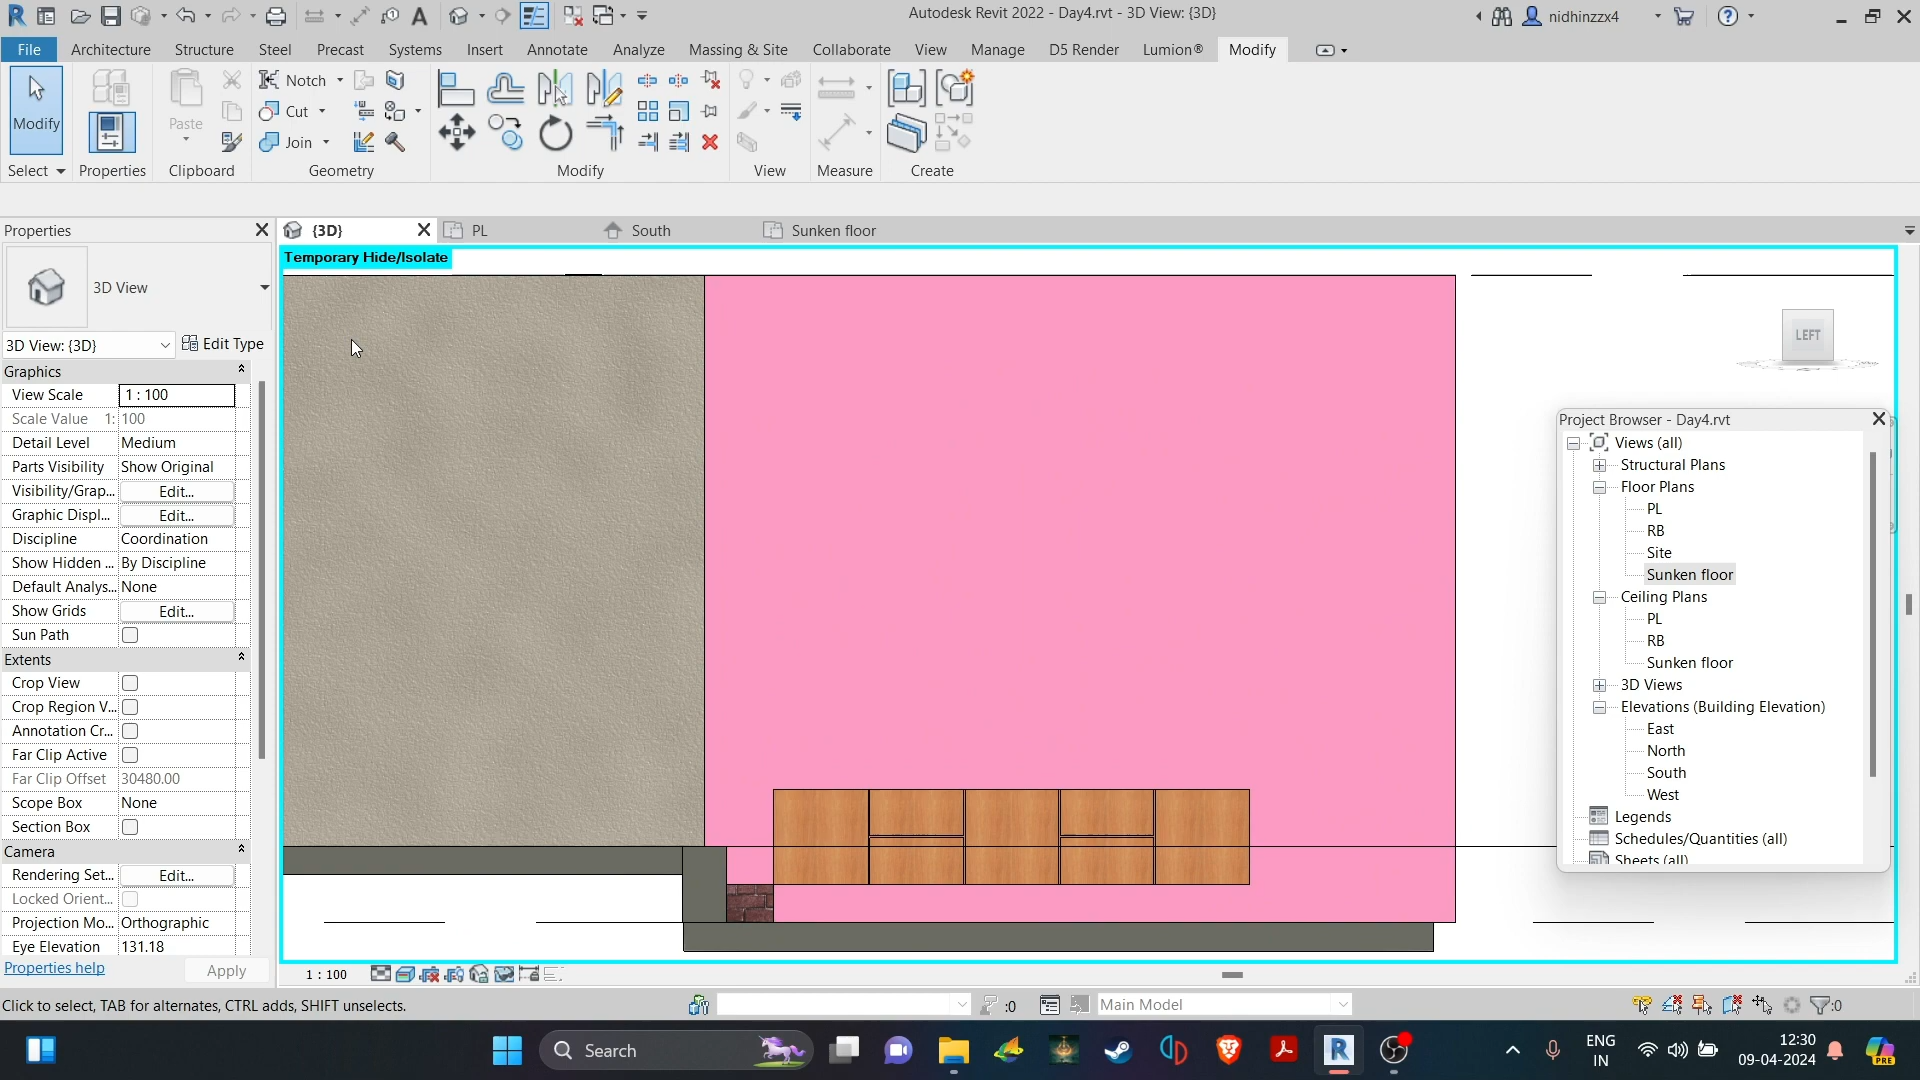 Autodesk Revit 2022 - Day4.rvt - 3D View: {3D}
nidhinzzx4
File
Architecture
Structure
Steel
Precast
Systems
Insert
Annotate
Analyze
Massing & Site
Collaborate
View
Manage
D5 Render
Lumion®
Modify
Modify
Paste
Notch
Cut
Join
Select
Properties
Clipboard
Geometry
Modify
View
Measure
Create
Properties
{3D}
PL
South
Sunken floor
3D View
3D View: {3D}
Edit Type
Graphics
View Scale 1 : 100
Scale Value 1: 100
Detail Level Medium
Parts Visibility Show Original
Visibility/Grap... Edit...
Graphic Displ... Edit...
Discipline Coordination
Show Hidden ... By Discipline
Default Analys... None
Show Grids Edit...
Sun Path
Extents
Crop View
Crop Region V...
Annotation Cr...
Far Clip Active
Far Clip Offset 30480.00
Scope Box None
Section Box
Camera
Rendering Set... Edit...
Locked Orient...
Projection Mo... Orthographic
Eye Elevation 131.18
Properties help
Apply
Temporary Hide/Isolate
LEFT
Project Browser - Day4.rvt
Views (all)
Structural Plans
Floor Plans
PL
RB
Site
Sunken floor
Ceiling Plans
PL
RB
Sunken floor
3D Views
Elevations (Building Elevation)
East
North
South
West
Legends
Schedules/Quantities (all)
Sheets (all)
1 : 100
Click to select, TAB for alternates, CTRL adds, SHIFT unselects.
:0
Main Model
:0
Search
ENG
IN
12:30
09-04-2024
PRE